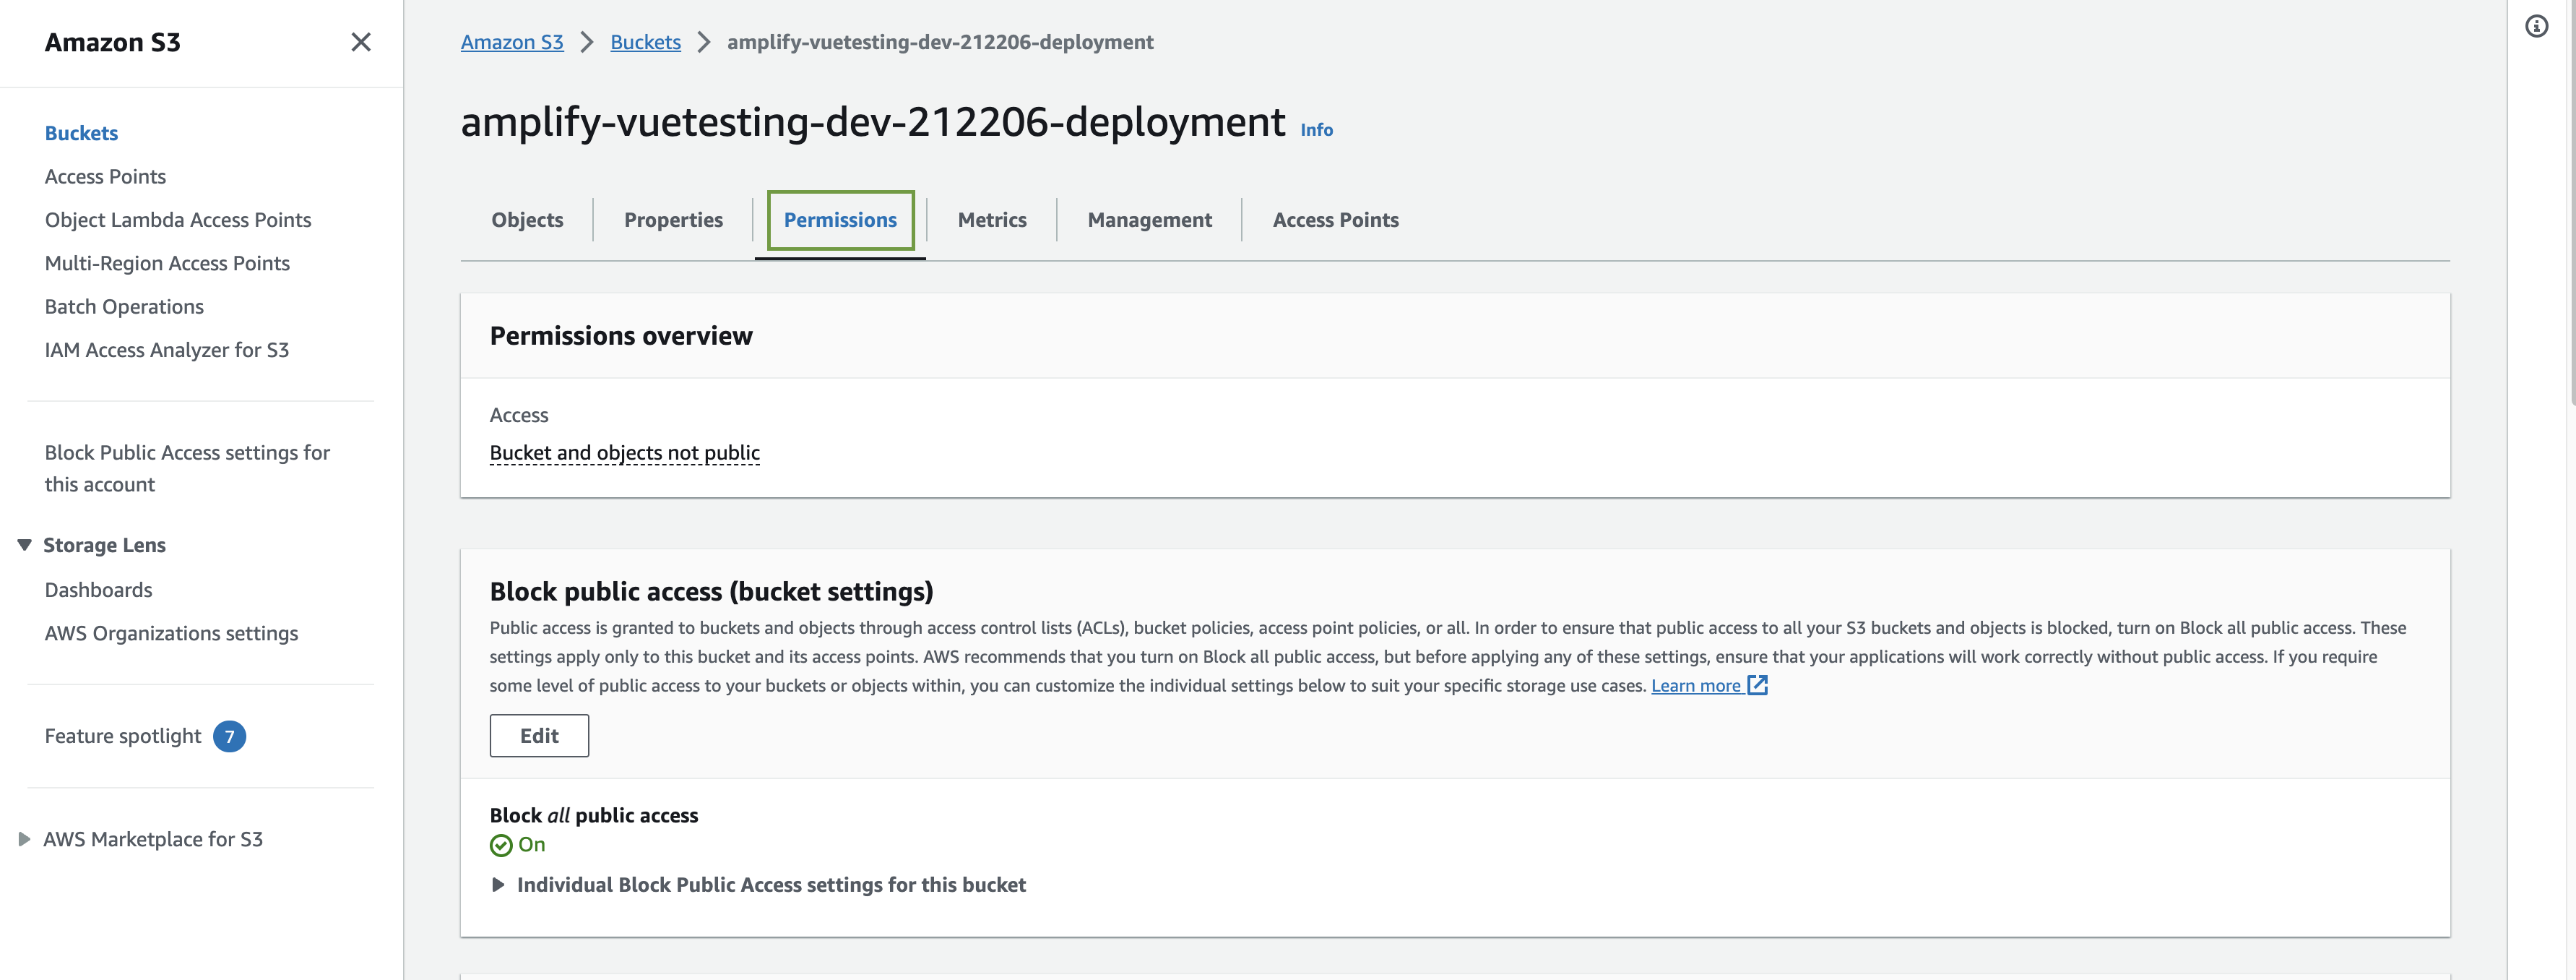 Amazon S3
Buckets
Access Points
Object Lambda Access Points
Multi-Region Access Points
Batch Operations
IAM Access Analyzer for S3
Block Public Access settings for
this account
Storage Lens
Dashboards
AWS Organizations settings
Feature spotlight 7
AWS Marketplace for S3
Amazon S3 > Buckets > amplify-vuetesting-dev-212206-deployment
amplify-vuetesting-dev-212206-deployment Info
Objects Properties Permissions Metrics Management Access Points
Permissions overview
Access
Bucket and objects not public
Block public access (bucket settings)
Public access is granted to buckets and objects through access control lists (ACLs), bucket policies, access point policies, or all. In order to ensure that public access to all your S3 buckets and objects is blocked, turn on Block all public access. These
settings apply only to this bucket and its access points. AWS recommends that you turn on Block all public access, but before applying any of these settings, ensure that your applications will work correctly without public access. If you require
some level of public access to your buckets or objects within, you can customize the individual settings below to suit your specific storage use cases. Learn more
Edit
Block all public access
On
Individual Block Public Access settings for this bucket